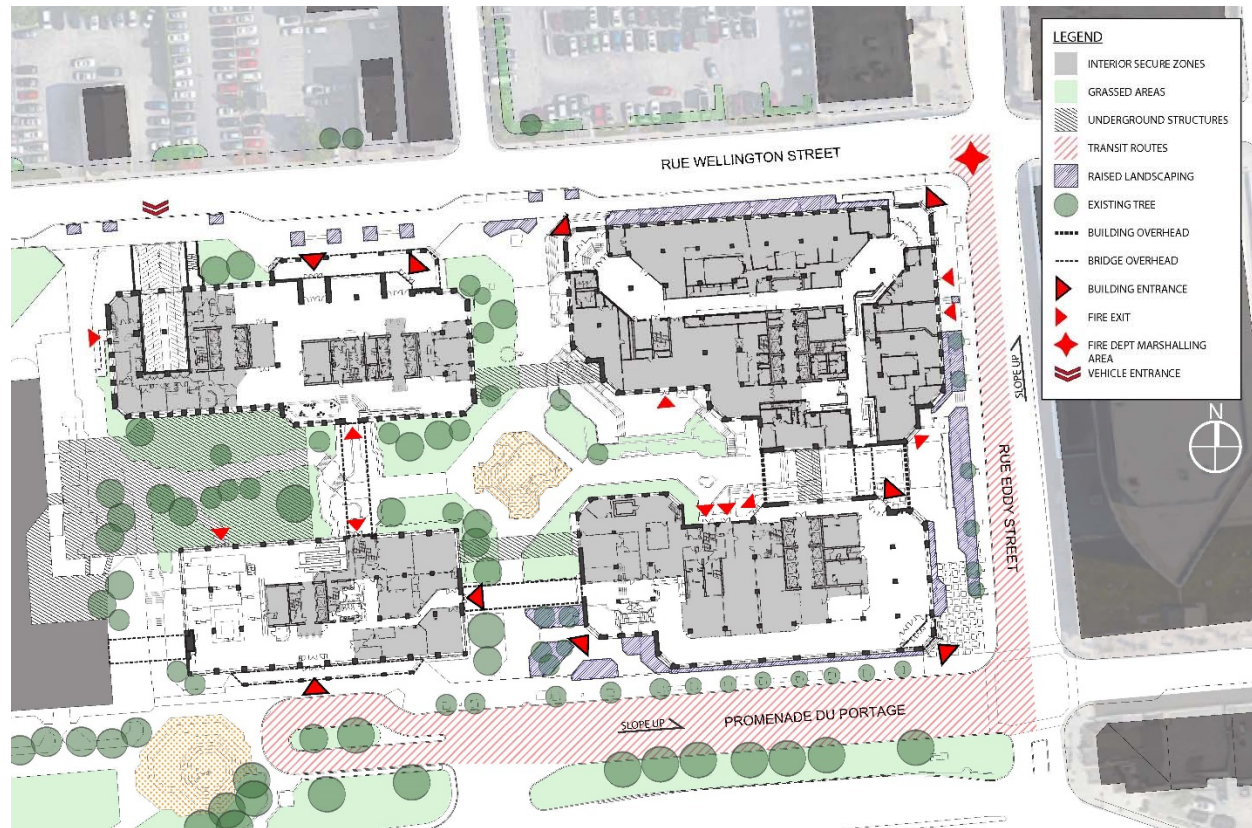 RUE WELLINGTON STREET
LEGEND
INTERIOR SECURE ZONES
GRASSED AREAS
UNDERGROUND STRUCTURES
TRANSIT ROUTES
RAISED LANDSCAPING
EXISTING TREE
BUILDING OVERHEAD
BRIDGE OVERHEAD
BUILDING ENTRANCE
FIRE EXIT
FIRE DEPT MARSHALLING
AREA
VEHICLE ENTRANCE
N
SLOPE UP
RUE EDDY STREET
SLOPE UP
PROMENADE DU PORTAGE